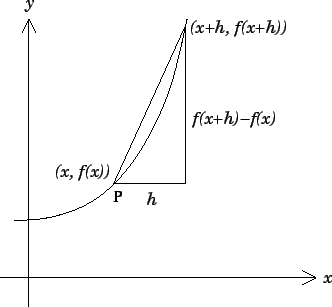 y
(x+h, f(x+h))
f(x+h)−f(x)
(x, f(x))
P
h
x